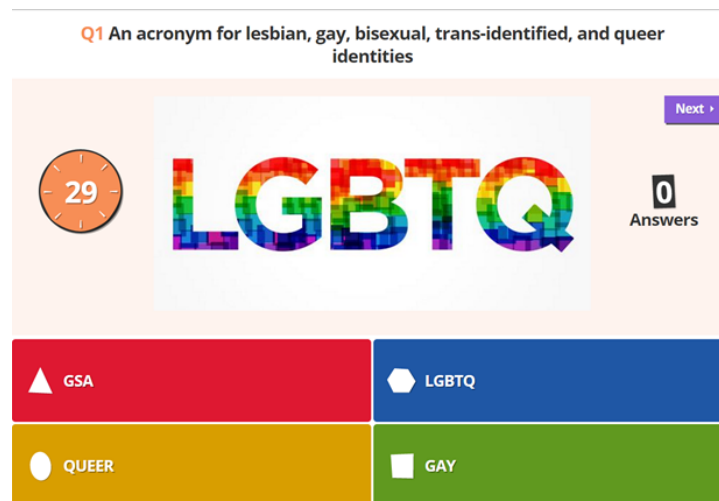 Q1 An acronym for lesbian, gay, bisexual, trans-identified, and queer
identities
Next
29
LGBTQ
0
Answers
GSA
LGBTQ
QUEER
GAY